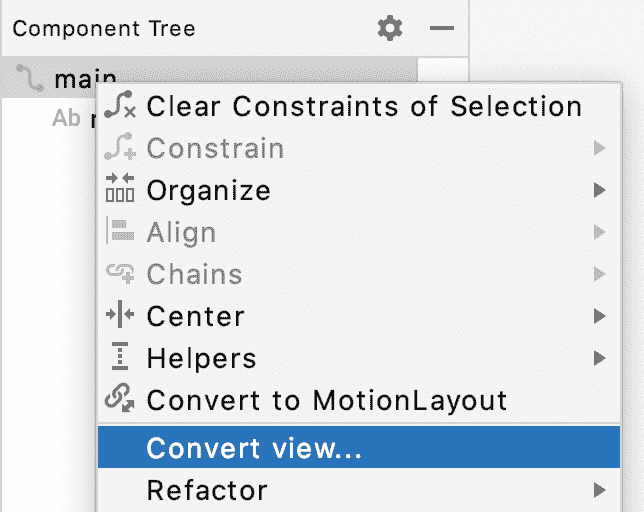 Component Tree
main
Ab
Clear Constraints of Selection
Constrain
Organize
Align
Chains
Center
Helpers
Convert to MotionLayout
Convert view...
Refactor